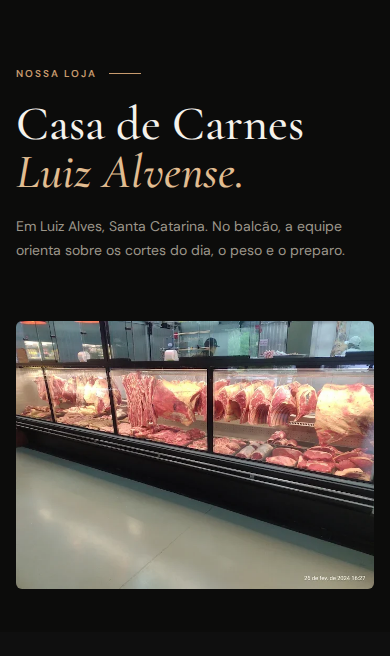 NOSSA LOJA
Casa de Carnes
Luiz Alvense.
Em Luiz Alves, Santa Catarina. No balcão, a equipe
orienta sobre os cortes do dia, o peso e o preparo.
25 de fev. de 2024 16:27